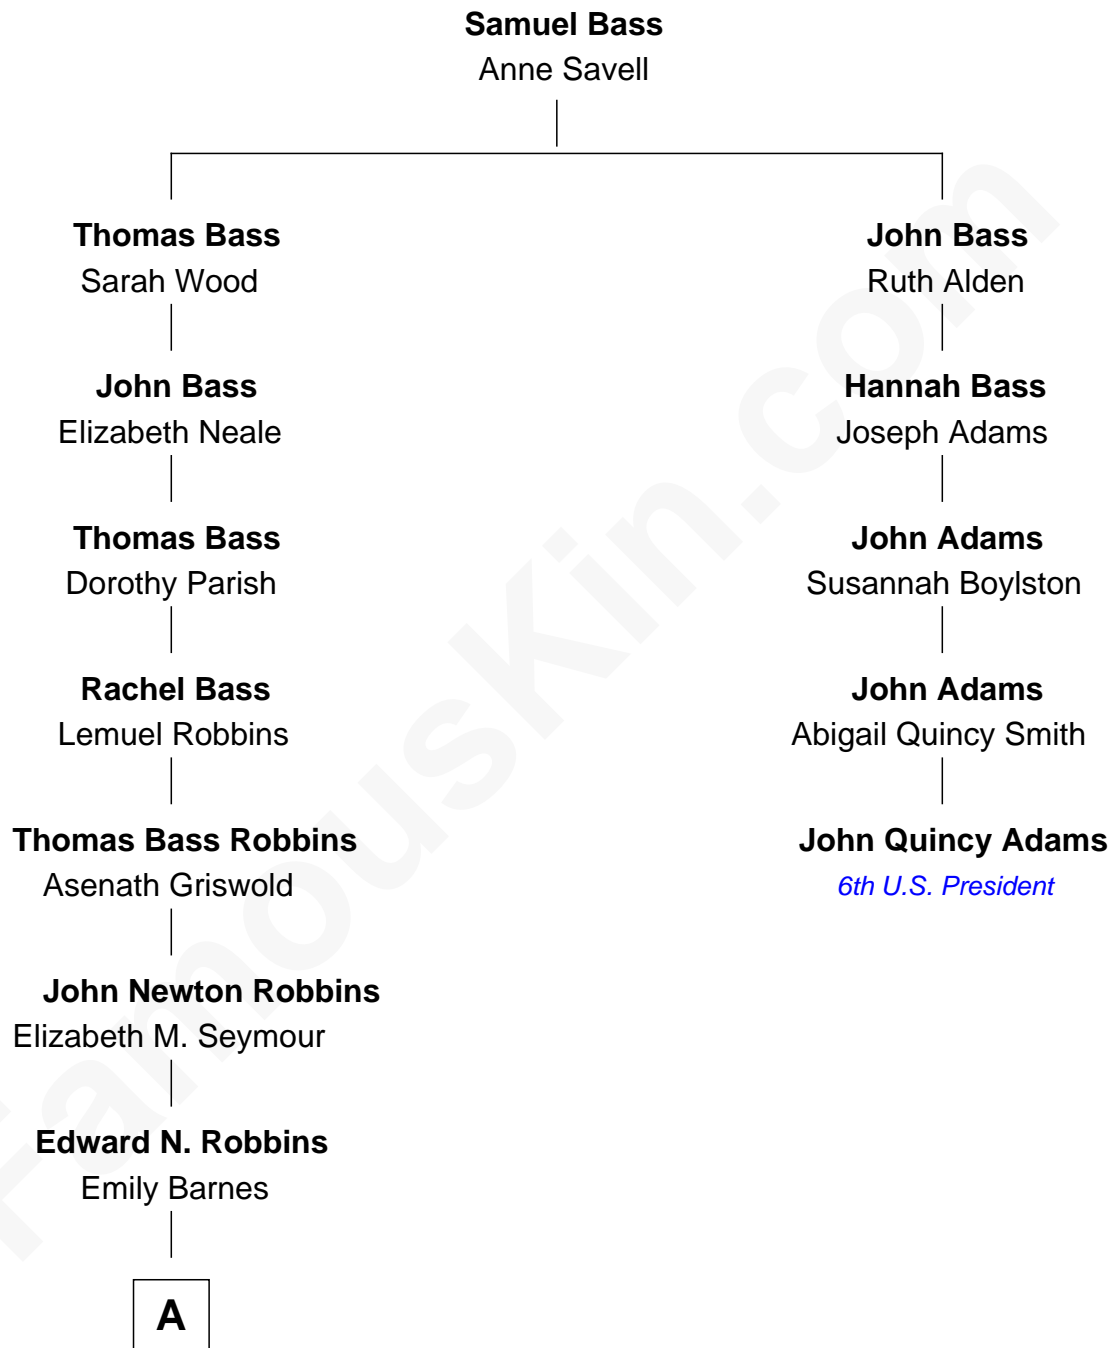 Samuel Bass
Anne Savell
Thomas Bass
Sarah Wood
John Bass
Ruth Alden
John Bass
Elizabeth Neale
Hannah Bass
Joseph Adams
Thomas Bass
Dorothy Parish
John Adams
Susannah Boylston
Rachel Bass
Lemuel Robbins
John Adams
Abigail Quincy Smith
Thomas Bass Robbins
Asenath Griswold
John Quincy Adams
6th U.S. President
John Newton Robbins
Elizabeth M. Seymour
Edward N. Robbins
Emily Barnes
A
FamousKin.com